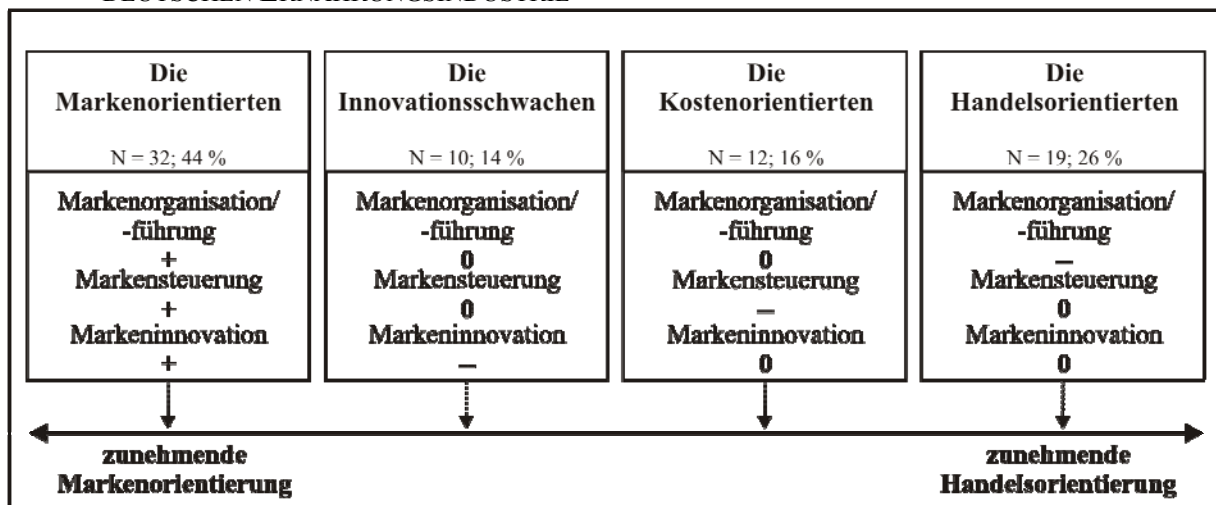 DEUTSCHEN ERNÄHRUNGSINDUSTRIE
Die
Markenorientierten
N = 32; 44 %
Markenorganisation/
-führung
+
Markensteuerung
+
Markeninnovation
+
Die
Innovationsschwachen
N = 10; 14 %
Markenorganisation/
-führung
0
Markensteuerung
0
Markeninnovation
–
Die
Kostenorientierten
N = 12; 16 %
Markenorganisation/
-führung
0
Markensteuerung
–
Markeninnovation
0
Die
Handelsorientierten
N = 19; 26 %
Markenorganisation/
-führung
–
Markensteuerung
0
Markeninnovation
0
zunehmende
Markenorientierung
zunehmende
Handelsorientierung